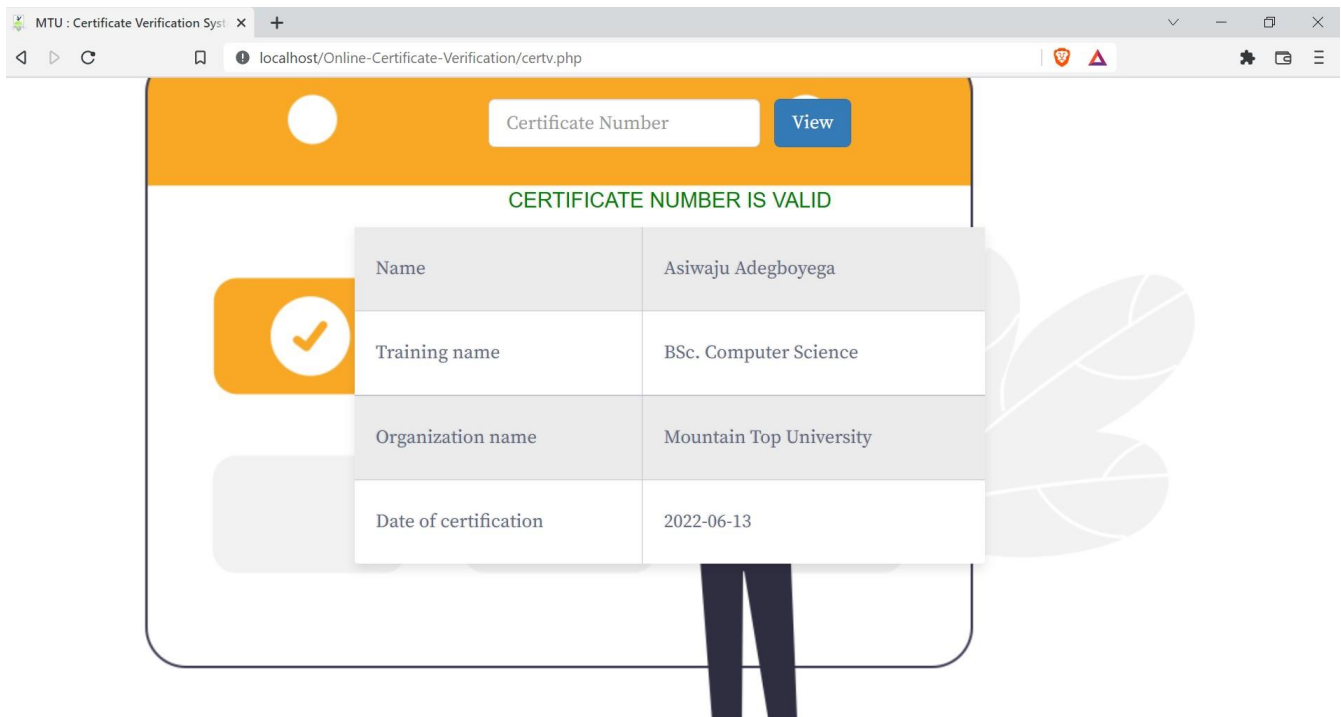 MTU : Certificate Verification Syst
localhost/Online-Certificate-Verification/certv.php
Certificate Number View
CERTIFICATE NUMBER IS VALID
Name Asiwaju Adegboyega
Training name BSc. Computer Science
Organization name Mountain Top University
Date of certification 2022-06-13